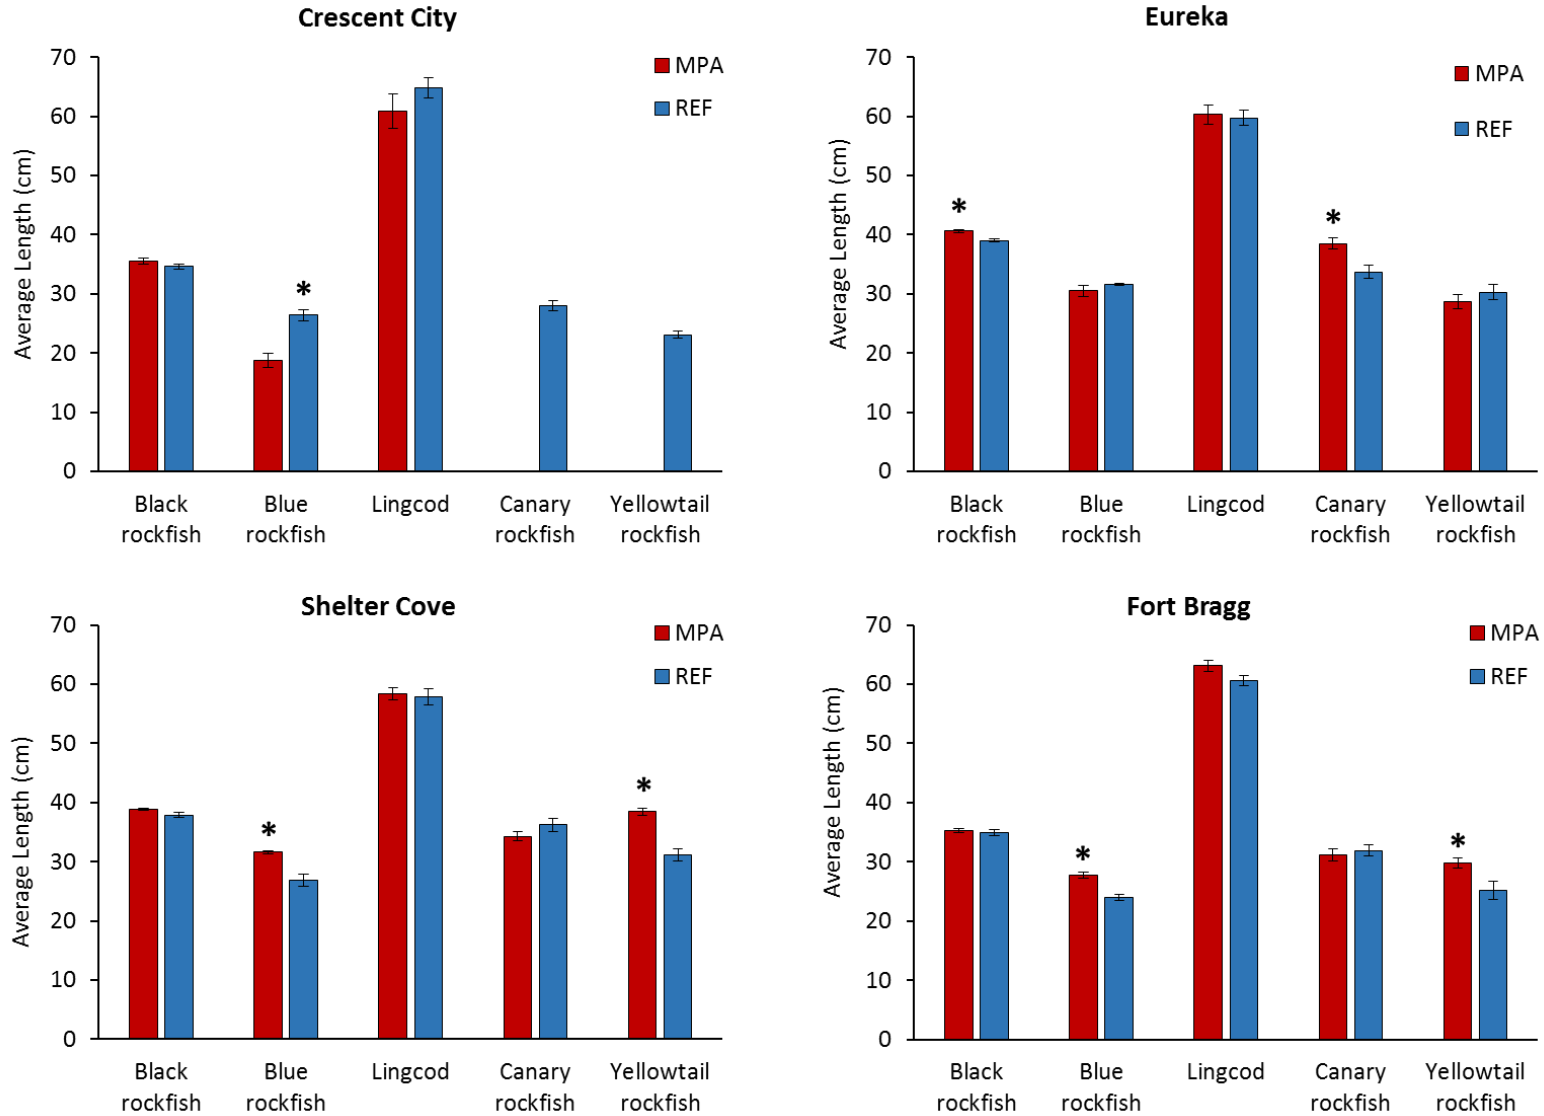 Crescent City
MPA
REF
Average Length (cm)
70
60
50
40
30
20
10
0
*
Black rockfish
Blue rockfish
Lingcod
Canary rockfish
Yellowtail rockfish
Eureka
MPA
REF
Average Length (cm)
70
60
50
40
30
20
10
0
*
*
Black rockfish
Blue rockfish
Lingcod
Canary rockfish
Yellowtail rockfish
Shelter Cove
MPA
REF
Average Length (cm)
70
60
50
40
30
20
10
0
*
*
Black rockfish
Blue rockfish
Lingcod
Canary rockfish
Yellowtail rockfish
Fort Bragg
MPA
REF
Average Length (cm)
70
60
50
40
30
20
10
0
*
*
Black rockfish
Blue rockfish
Lingcod
Canary rockfish
Yellowtail rockfish